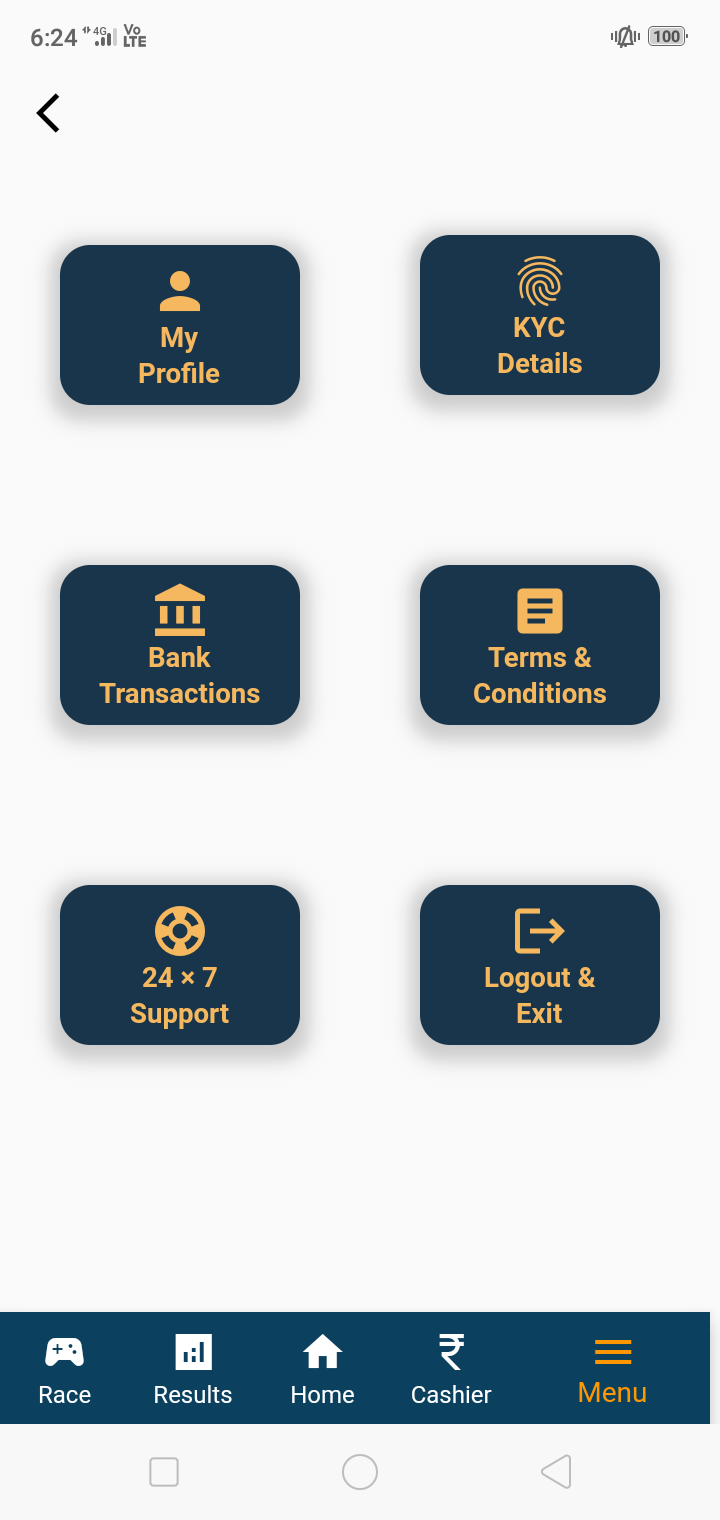 6:24 4G Vo LTE 100
My
Profile
KYC
Details
Bank
Transactions
Terms &
Conditions
24 × 7
Support
Logout &
Exit
Race Results Home Cashier Menu